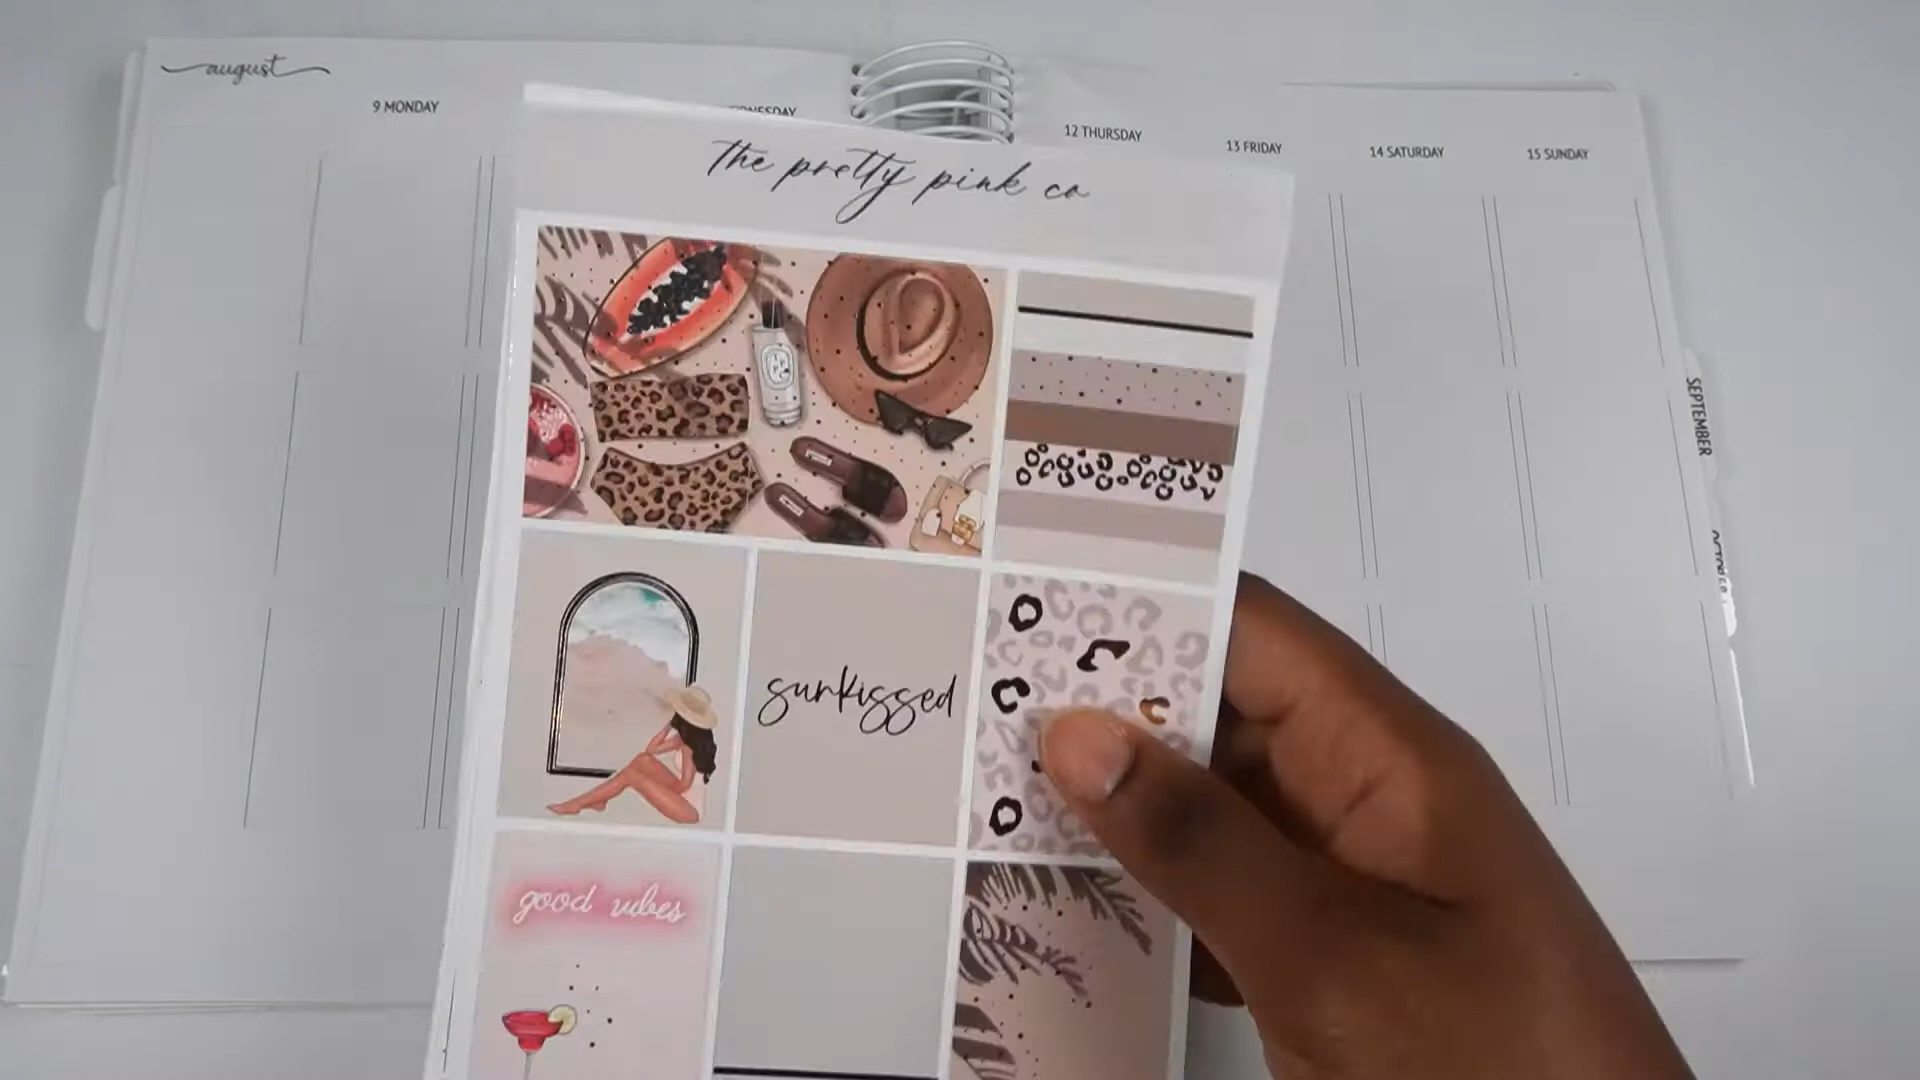 august
9 MONDAY
12 THURSDAY
13 FRIDAY
14 SATURDAY
15 SUNDAY
the pretty pink co
SEPTEMBER
sunkissed
good vibes